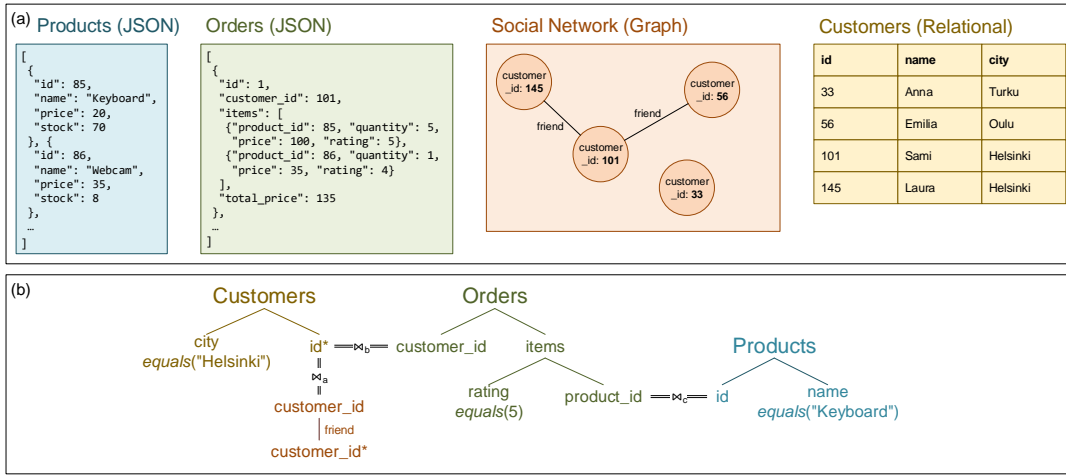 (a)
Products (JSON)
[
{
"id": 85,
"name": "Keyboard",
"price": 20,
"stock": 70
}, {
"id": 86,
"name": "Webcam",
"price": 35,
"stock": 8
},
…
]
Orders (JSON)
[
{
"id": 1,
"customer_id": 101,
"items": [
{"product_id": 85, "quantity": 5,
"price": 100, "rating": 5},
{"product_id": 86, "quantity": 1,
"price": 35, "rating": 4}
],
"total_price": 135
},
…
]
Social Network (Graph)
customer
_id: 145
customer
_id: 56
friend
friend
customer
_id: 101
customer
_id: 33
Customers (Relational)
id name city
33 Anna Turku
56 Emilia Oulu
101 Sami Helsinki
145 Laura Helsinki
(b)
Customers
city
equals("Helsinki")
id*
⋈b
⋈a
customer_id
friend
customer_id*
Orders
customer_id
items
rating
equals(5)
product_id
⋈c
Products
id
name
equals("Keyboard")